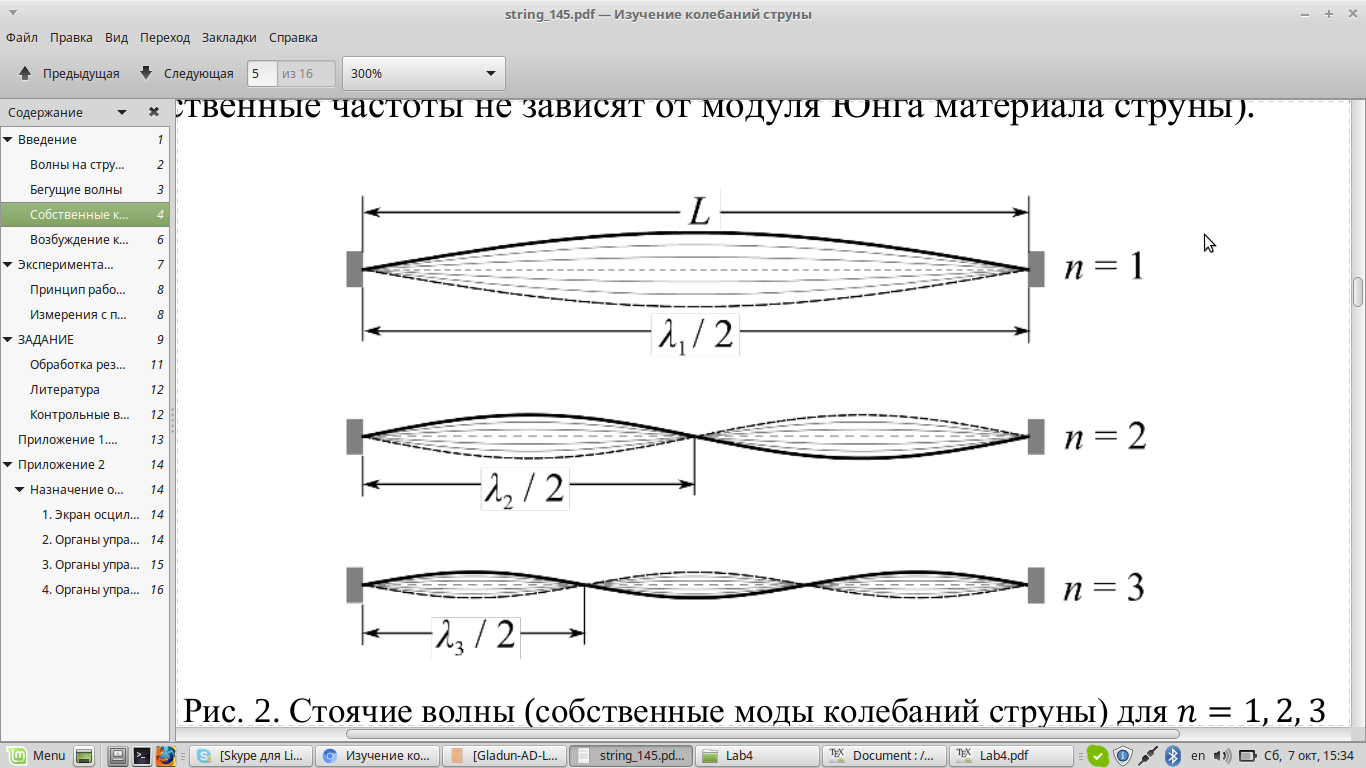 string_145.pdf — Изучение колебаний струны
Файл Правка Вид Переход Закладки Справка
Предыдущая Следующая 5 из 16 300%
Содержание
Введение 1
Волны на стру... 2
Бегущие волны 3
Собственные к... 4
Возбуждение к... 6
Эксперимента... 7
Принцип рабо... 8
Измерения с п... 8
ЗАДАНИЕ 9
Обработка рез... 11
Литература 12
Контрольные в... 12
Приложение 1.... 13
Приложение 2 14
Назначение о... 14
1. Экран осцил... 14
2. Органы упра... 14
3. Органы упра... 15
4. Органы упра... 16
ственные частоты не зависят от модуля Юнга материала струны).
L
n = 1
λ₁ / 2
n = 2
λ₂ / 2
n = 3
λ₃ / 2
Рис. 2. Стоячие волны (собственные моды колебаний струны) для n = 1, 2, 3
Menu [Skype для Li... Изучение ко... [Gladun-AD-L... string_145.pd... Lab4 Document : /... Lab4.pdf en Сб, 7 окт, 15:34